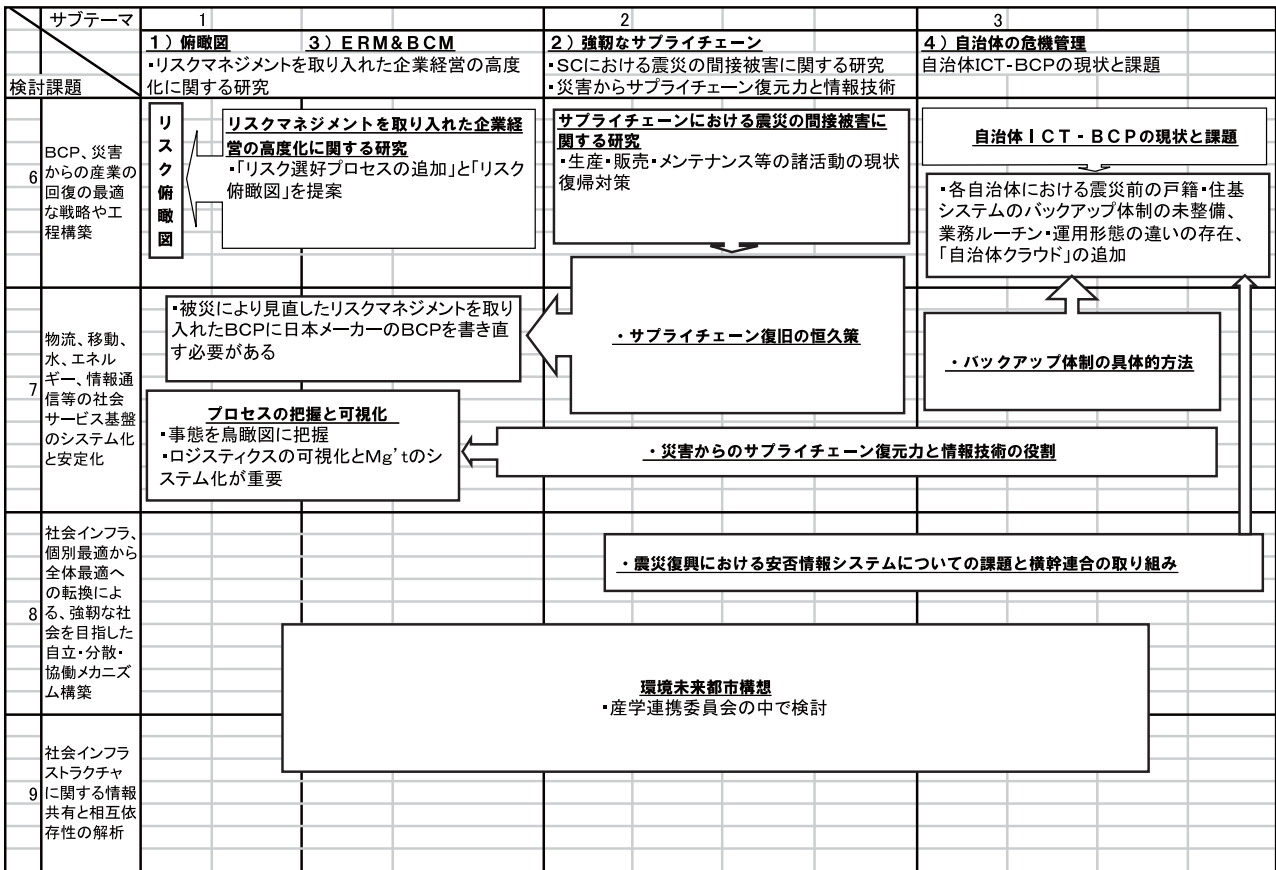 サブテーマ
検討課題
1
2
3
1）俯瞰図　3）ERM&BCM
･リスクマネジメントを取り入れた企業経営の高度
化に関する研究
2）強靭なサプライチェーン
･SCにおける震災の間接被害に関する研究
･災害からサプライチェーン復元力と情報技術
4）自治体の危機管理
自治体ICT-BCPの現状と課題
6
BCP、災害
からの産業の
回復の最適
な戦略や工
程構築
リスク俯瞰図
リスクマネジメントを取り入れた企業経
営の高度化に関する研究
･「リスク選好プロセスの追加」と「リスク
俯瞰図」を提案
サプライチェーンにおける震災の間接被害に
関する研究
･生産･販売･メンテナンス等の諸活動の現状
復帰対策
自治体ＩＣＴ‐ＢＣＰの現状と課題
･各自治体における震災前の戸籍･住基
システムのバックアップ体制の未整備、
業務ルーチン･運用形態の違いの存在、
「自治体クラウド」の追加
7
物流、移動、
水、エネル
ギー、情報通
信等の社会
サービス基盤
のシステム化
と安定化
･被災により見直したリスクマネジメントを取り
入れたBCPに日本メーカーのBCPを書き直
す必要がある
・サプライチェーン復旧の恒久策
・バックアップ体制の具体的方法
プロセスの把握と可視化
･事態を鳥瞰図に把握
･ロジスティクスの可視化とMg'tのシ
ステム化が重要
・災害からのサプライチェーン復元力と情報技術の役割
8
社会インフラ、
個別最適から
全体最適へ
の転換によ
る、強靭な社
会を目指した
自立･分散･
協働メカニズ
ム構築
・震災復興における安否情報システムについての課題と横幹連合の取り組み
環境未来都市構想
･産学連携委員会の中で検討
9
社会インフラ
ストラクチャ
に関する情報
共有と相互依
存性の解析